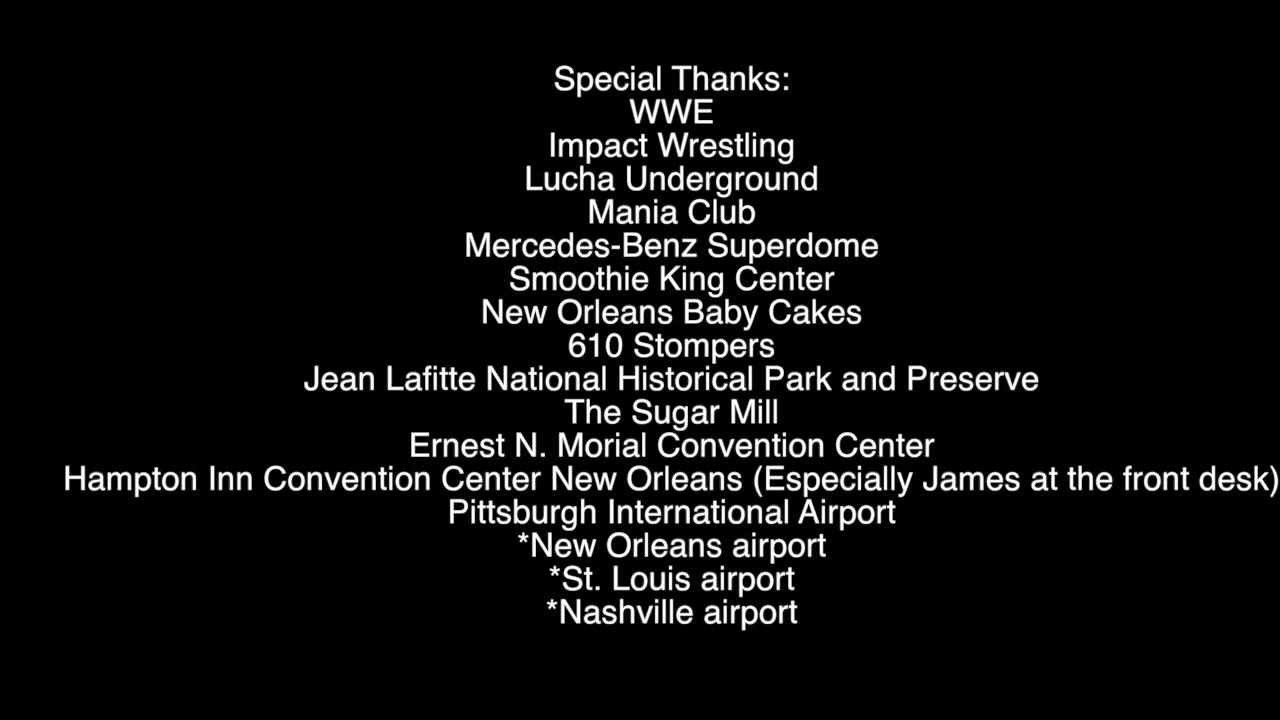 Special Thanks:
WWE
Impact Wrestling
Lucha Underground
Mania Club
Mercedes-Benz Superdome
Smoothie King Center
New Orleans Baby Cakes
610 Stompers
Jean Lafitte National Historical Park and Preserve
The Sugar Mill
Ernest N. Morial Convention Center
Hampton Inn Convention Center New Orleans (Especially James at the front desk)
Pittsburgh International Airport
*New Orleans airport
*St. Louis airport
*Nashville airport